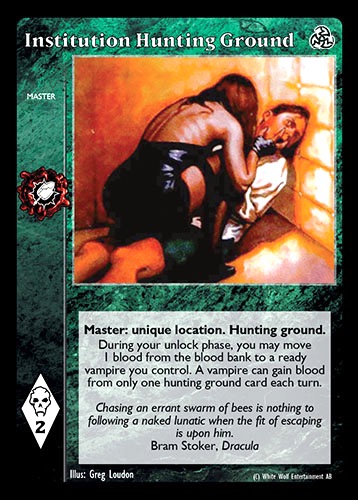 Institution Hunting Ground
MASTER
Master: unique location. Hunting ground.
During your unlock phase, you may move
1 blood from the blood bank to a ready
vampire you control. A vampire can gain blood
from only one hunting ground card each turn.
Chasing an errant swarm of bees is nothing to
following a naked lunatic when the fit of escaping
is upon him.
Bram Stoker, Dracula
2
Illus: Greg Loudon
(C) White Wolf Entertainment AB